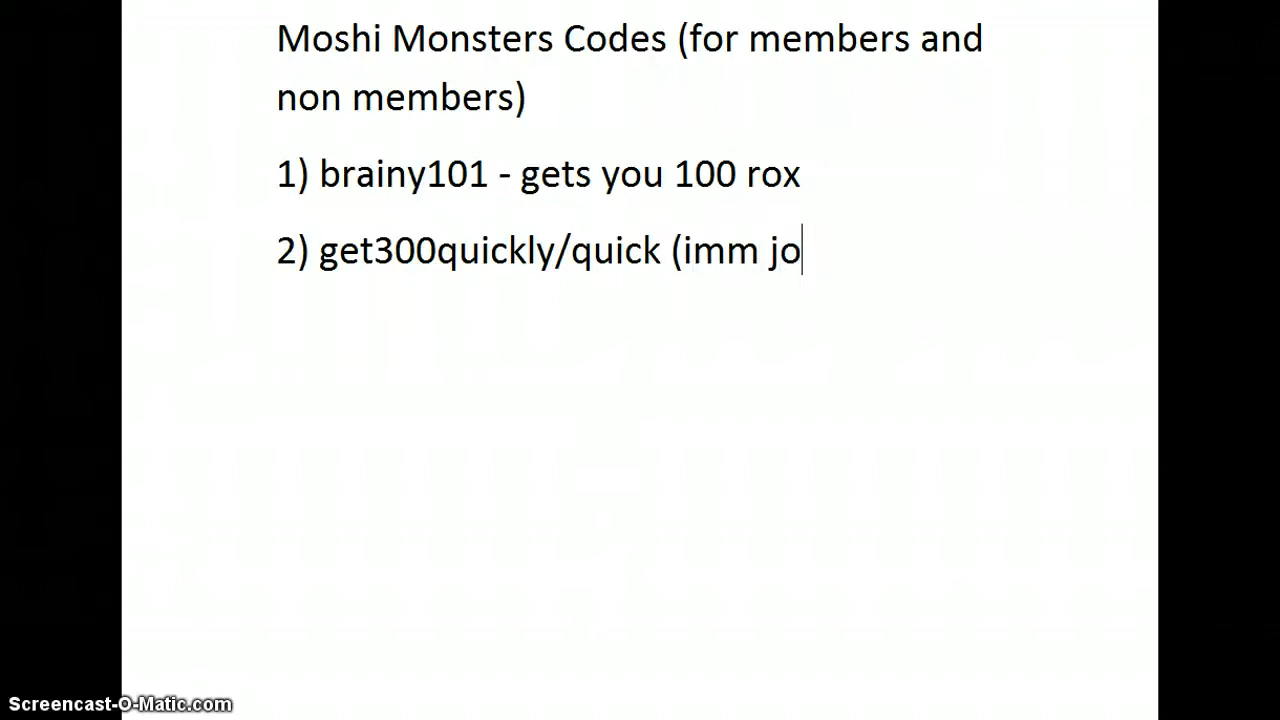 Moshi Monsters Codes (for members and
non members)
1) brainy101 - gets you 100 rox
2) get300quickly/quick (imm jo
Screencast-O-Matic.com